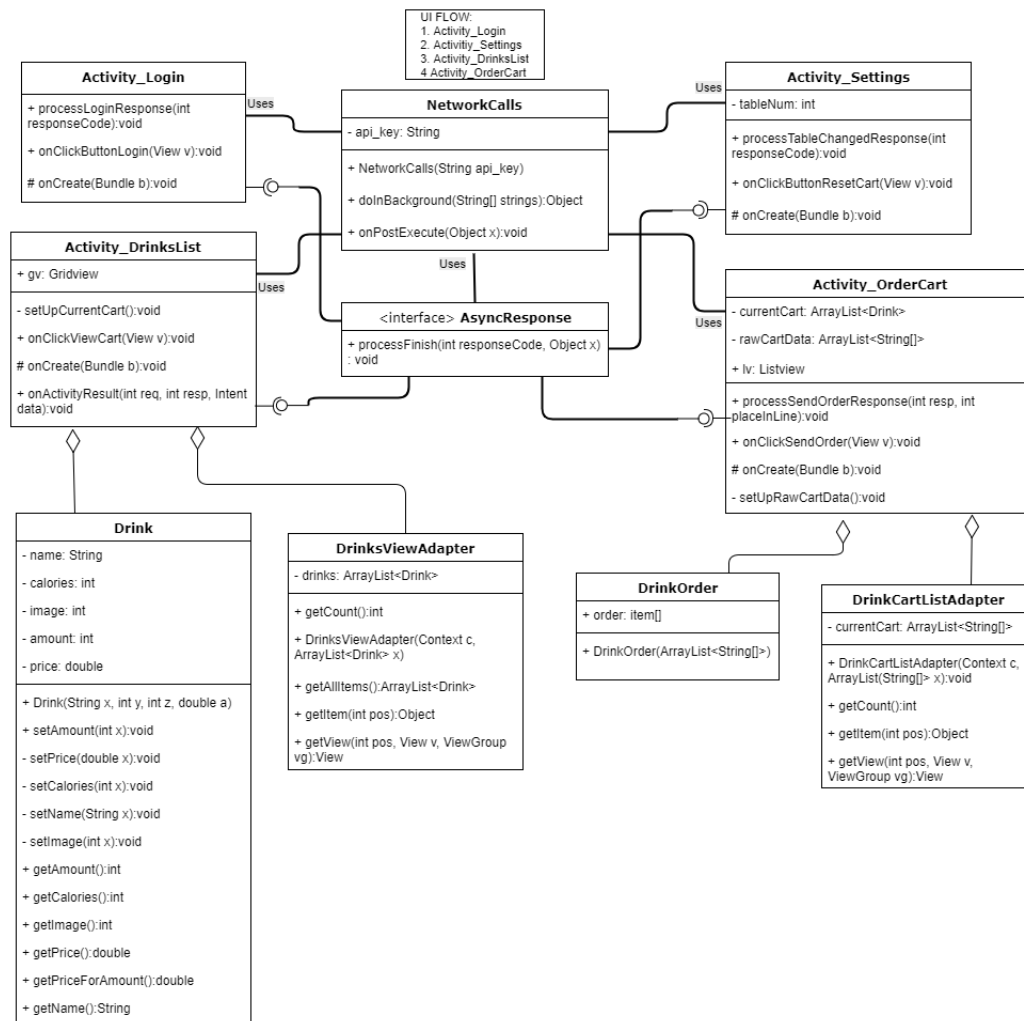 UI FLOW:
1. Activity_Login
2. Activitiy_Settings
3. Activity_DrinksList
4 Activity_OrderCart
Activity_Login
+ processLoginResponse(int
responseCode):void
+ onClickButtonLogin(View v):void
# onCreate(Bundle b):void
Uses
NetworkCalls
- api_key: String
+ NetworkCalls(String api_key)
+ doInBackground(String[] strings):Object
+ onPostExecute(Object x):void
Uses
Activity_Settings
- tableNum: int
+ processTableChangedResponse(int
responseCode):void
+ onClickButtonResetCart(View v):void
# onCreate(Bundle b):void
Activity_DrinksList
+ gv: Gridview
- setUpCurrentCart():void
+ onClickViewCart(View v):void
# onCreate(Bundle b):void
+ onActivityResult(int req, int resp, Intent
data):void
Uses
Uses
<interface> AsyncResponse
+ processFinish(int responseCode, Object x)
: void
Uses
Activity_OrderCart
- currentCart: ArrayList<Drink>
- rawCartData: ArrayList<String[]>
+ lv: Listview
+ processSendOrderResponse(int resp, int
placeInLine):void
+ onClickSendOrder(View v):void
# onCreate(Bundle b):void
- setUpRawCartData():void
Drink
- name: String
- calories: int
- image: int
- amount: int
- price: double
+ Drink(String x, int y, int z, double a)
+ setAmount(int x):void
- setPrice(double x):void
- setCalories(int x):void
- setName(String x):void
- setImage(int x):void
+ getAmount():int
+ getCalories():int
+ getImage():int
+ getPrice():double
+ getPriceForAmount():double
+ getName():String
DrinksViewAdapter
- drinks: ArrayList<Drink>
+ getCount():int
+ DrinksViewAdapter(Context c,
ArrayList<Drink> x)
+ getAllItems():ArrayList<Drink>
+ getItem(int pos):Object
+ getView(int pos, View v, ViewGroup
vg):View
DrinkOrder
+ order: item[]
+ DrinkOrder(ArrayList<String[]>)
DrinkCartListAdapter
- currentCart: ArrayList<String[]>
+ DrinkCartListAdapter(Context c,
ArrayList(String[]> x):void
+ getCount():int
+ getItem(int pos):Object
+ getView(int pos, View v,
ViewGroup vg):View